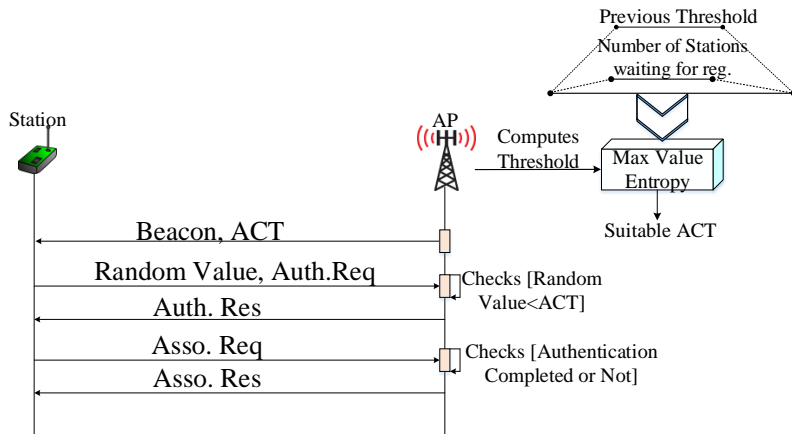 Previous Threshold
Number of Stations
waiting for reg.
Station
AP
Computes
Threshold
Max Value
Entropy
Suitable ACT
Beacon, ACT
Random Value, Auth.Req
Checks [Random
Value<ACT]
Auth. Res
Asso. Req
Checks [Authentication
Completed or Not]
Asso. Res